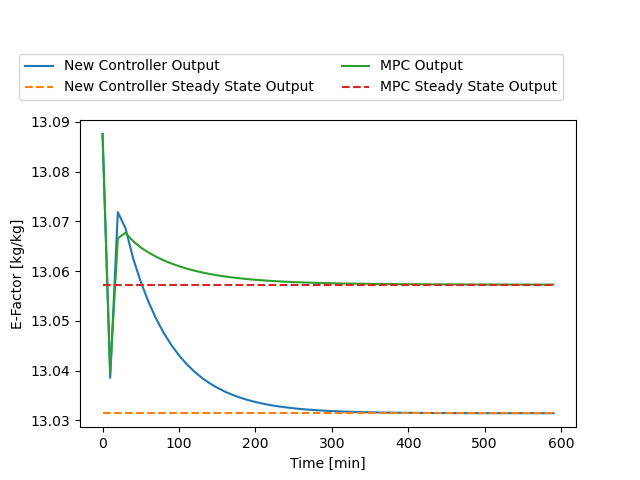 New Controller Output
New Controller Steady State Output
MPC Output
MPC Steady State Output
13.09
13.08
13.07
13.06
13.05
13.04
13.03
E-Factor [kg/kg]
0 100 200 300 400 500 600
Time [min]